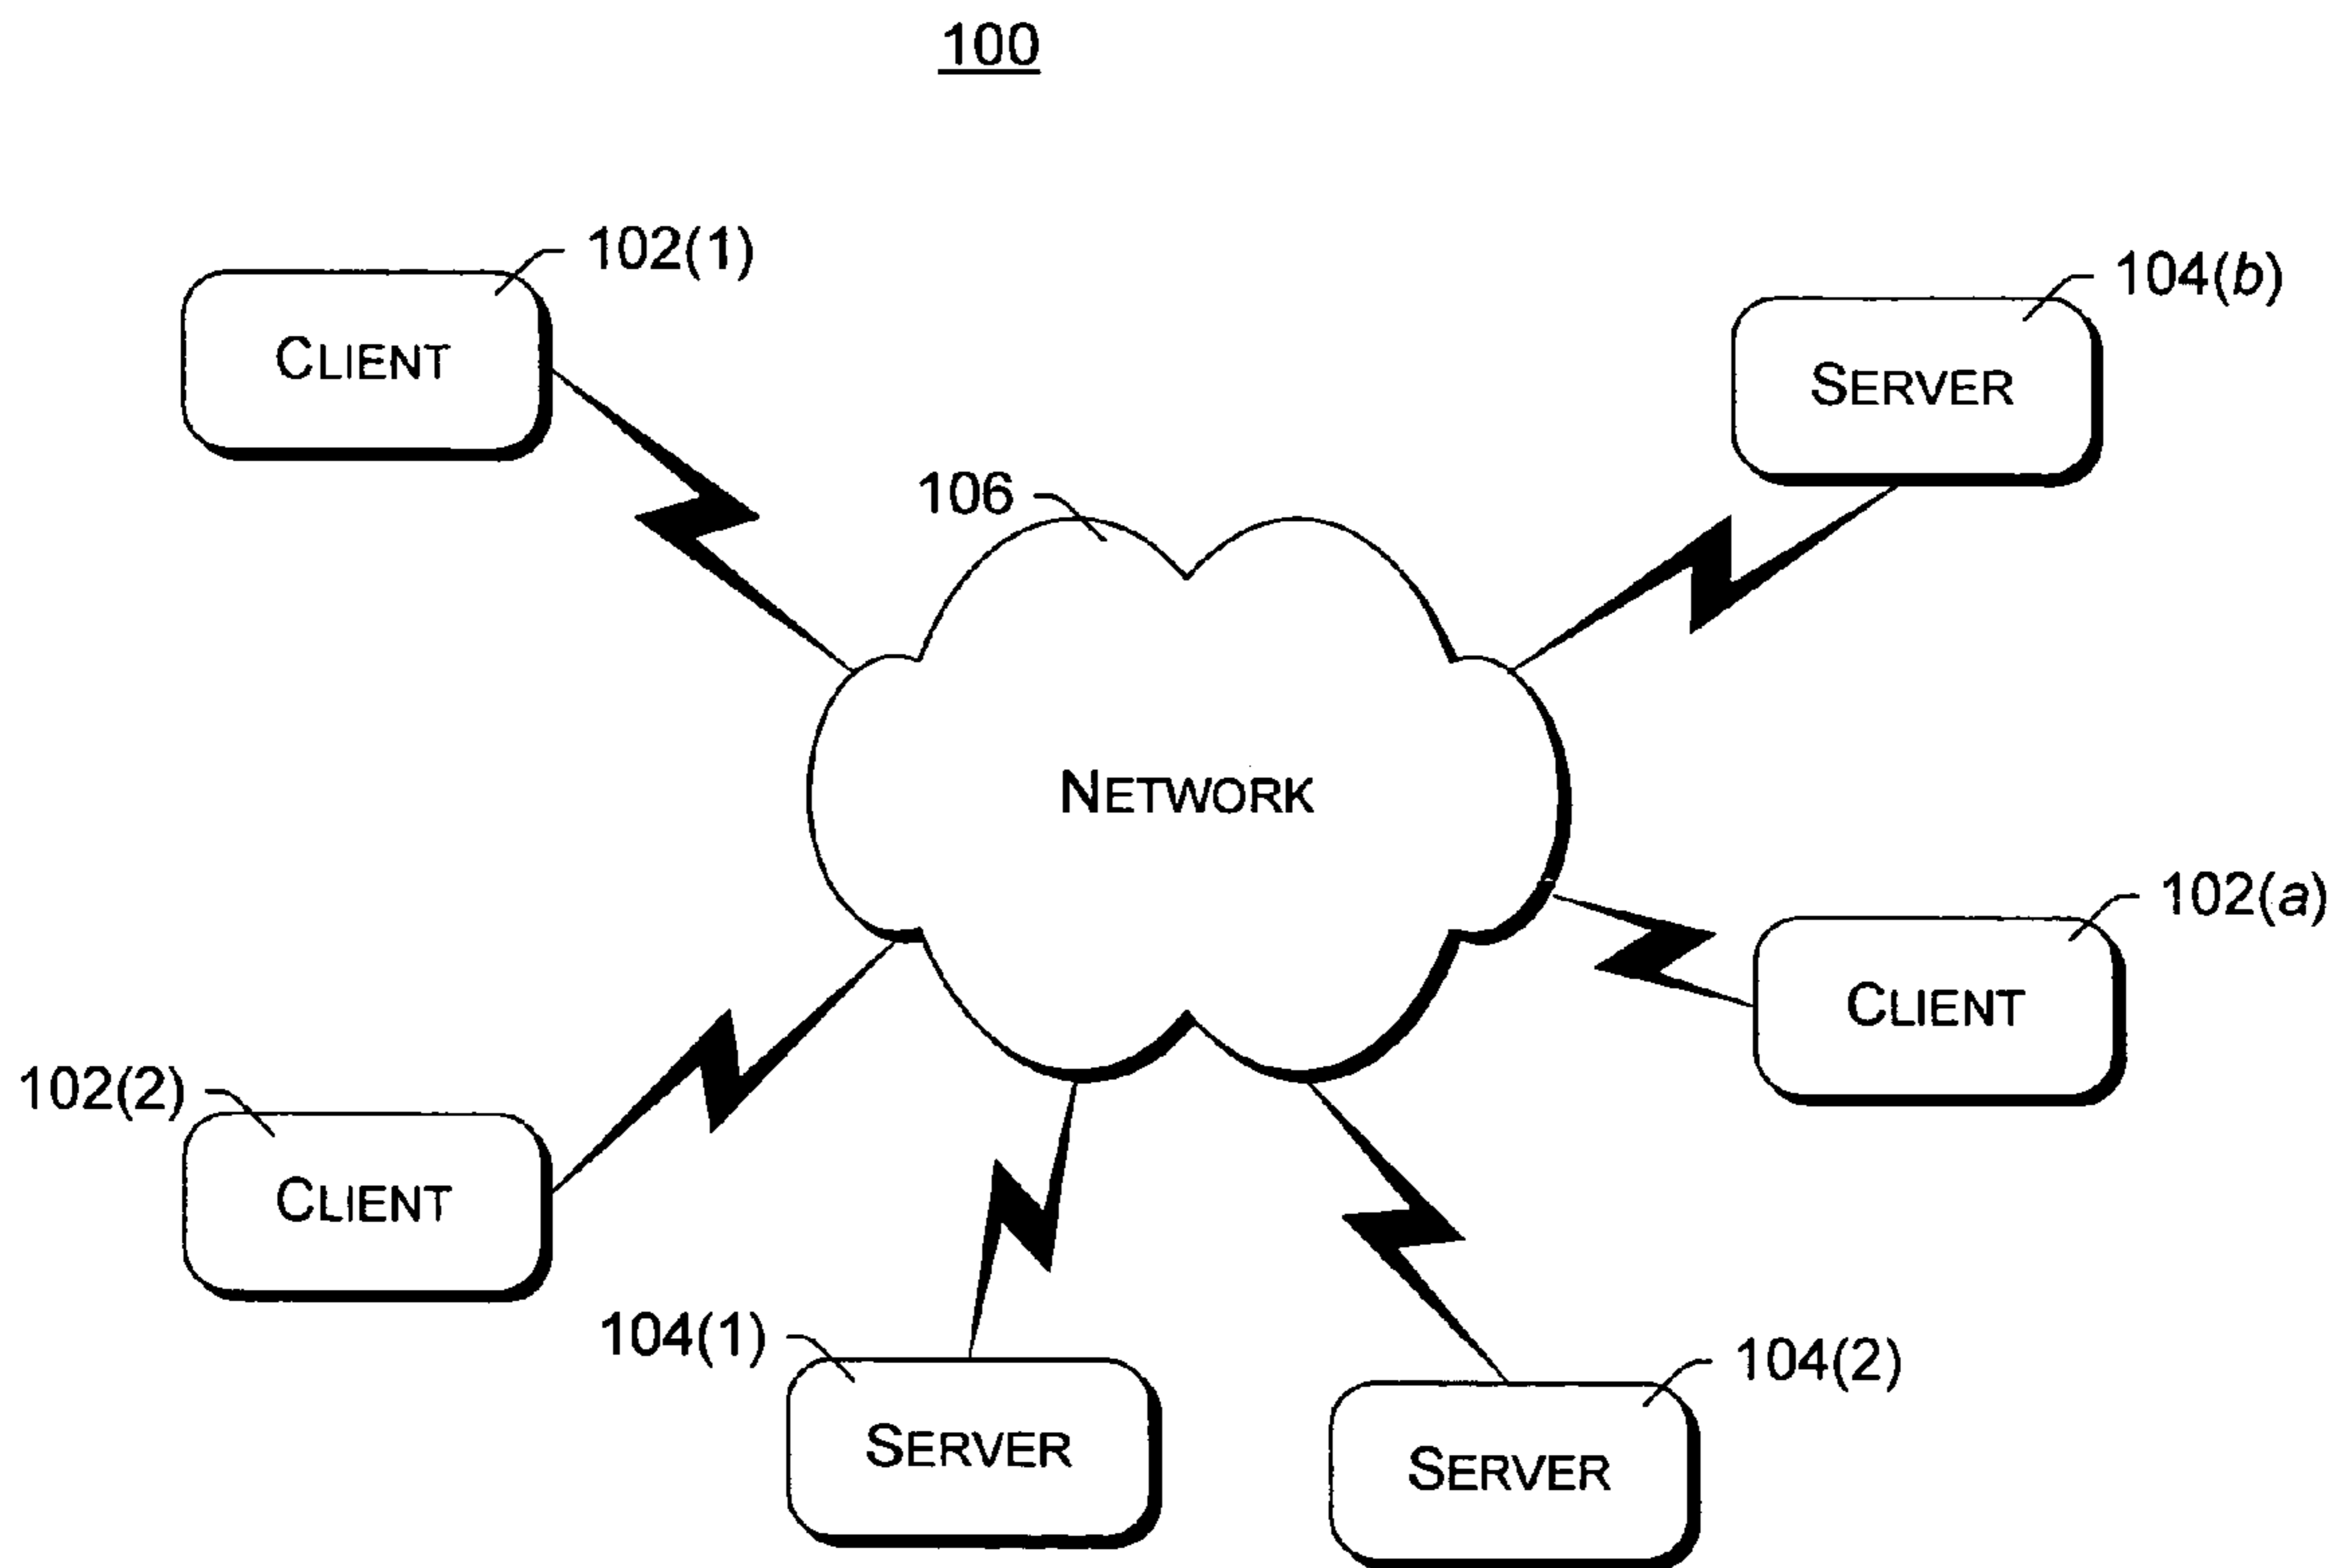 100
102(1)
CLIENT
104(b)
SERVER
106
NETWORK
102(a)
CLIENT
102(2)
CLIENT
104(1)
SERVER
104(2)
SERVER